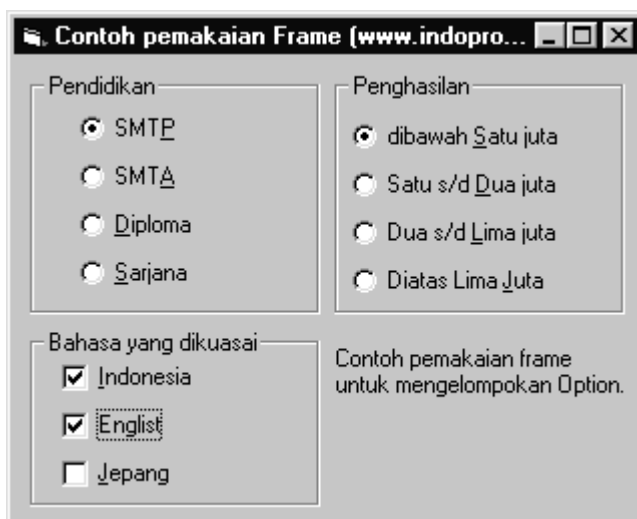 Contoh pemakaian Frame (www.indopro...
Pendidikan
SMTP
SMTA
Diploma
Sarjana
Penghasilan
dibawah Satu juta
Satu s/d Dua juta
Dua s/d Lima juta
Diatas Lima Juta
Bahasa yang dikuasai
Indonesia
Englist
Jepang
Contoh pemakaian frame
untuk mengelompokan Option.